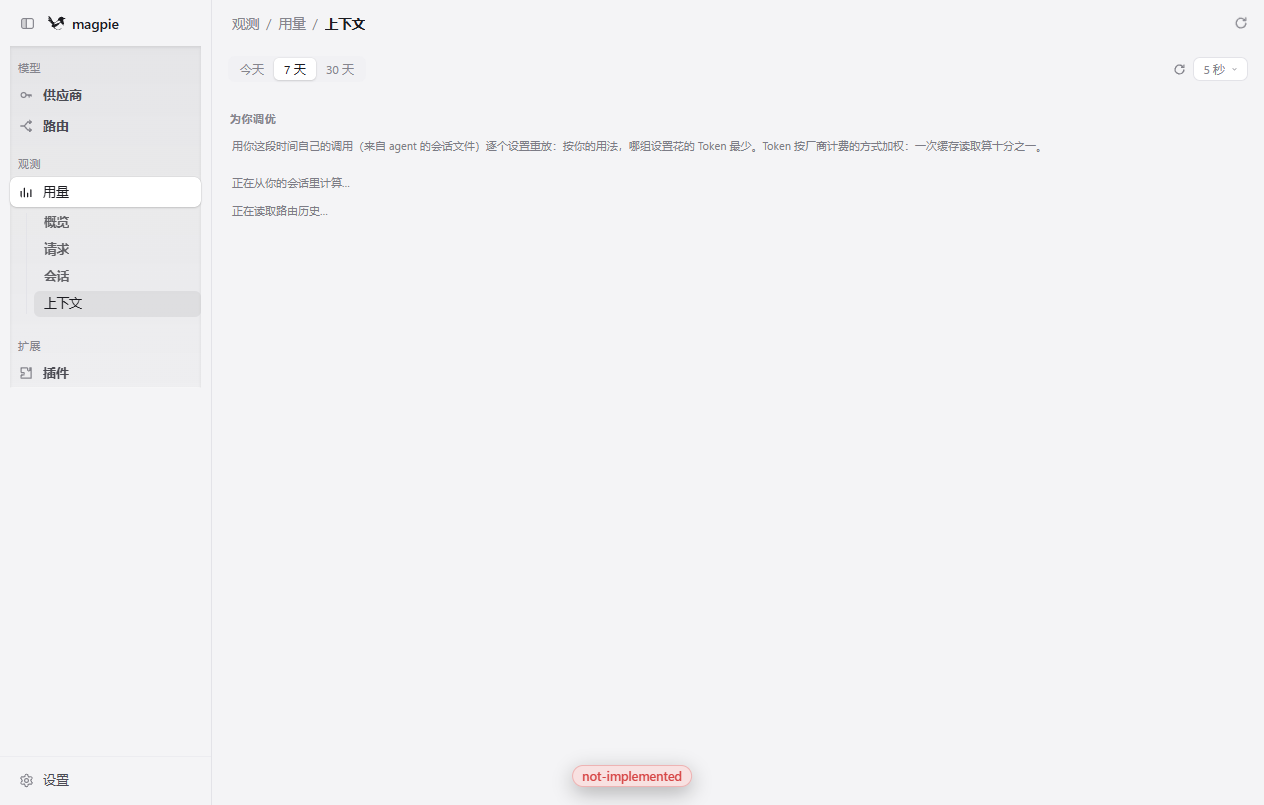 magpie
观测 / 用量 / 上下文
今天 7 天 30 天
5 秒
模型
供应商
路由
观测
用量
概览
请求
会话
上下文
扩展
插件
设置
为你调优
用你这段时间自己的调用（来自 agent 的会话文件）逐个设置重放：按你的用法，哪组设置花的 Token 最少。Token 按厂商计费的方式加权：一次缓存读取算十分之一。
正在从你的会话里计算...
正在读取路由历史...
not-implemented